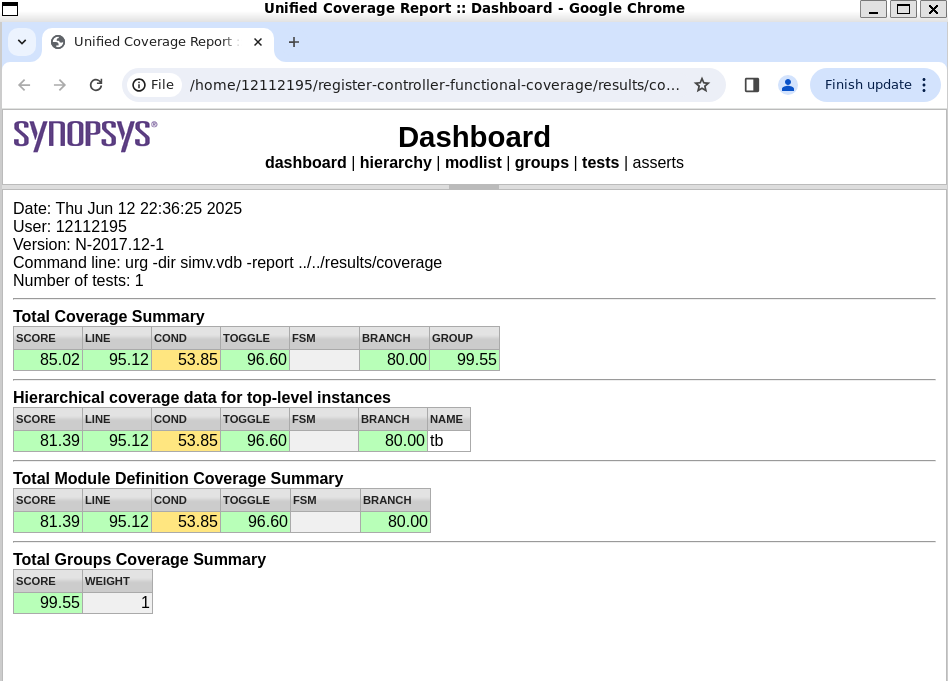 Unified Coverage Report :: Dashboard - Google Chrome
Unified Coverage Report :
File /home/12112195/register-controller-functional-coverage/results/co... Finish update
SYNOPSYS®
Dashboard
dashboard | hierarchy | modlist | groups | tests | asserts
Date: Thu Jun 12 22:36:25 2025
User: 12112195
Version: N-2017.12-1
Command line: urg -dir simv.vdb -report ../../results/coverage
Number of tests: 1
Total Coverage Summary
SCORE LINE COND TOGGLE FSM BRANCH GROUP
85.02 95.12 53.85 96.60 80.00 99.55
Hierarchical coverage data for top-level instances
SCORE LINE COND TOGGLE FSM BRANCH NAME
81.39 95.12 53.85 96.60 80.00 tb
Total Module Definition Coverage Summary
SCORE LINE COND TOGGLE FSM BRANCH
81.39 95.12 53.85 96.60 80.00
Total Groups Coverage Summary
SCORE WEIGHT
99.55 1